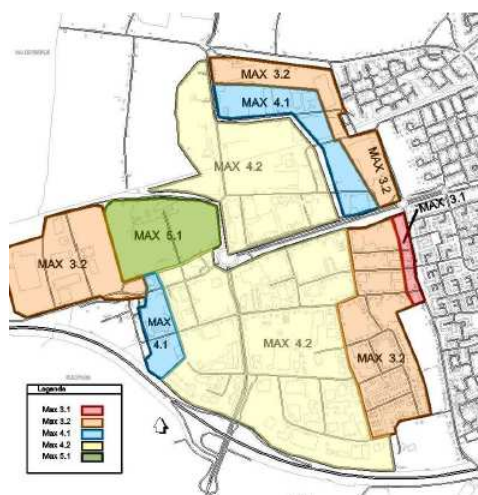 MAX 3.2
MAX 4.1
MAX 3.2
MAX 4.2
MAX 3.1
MAX 5.1
MAX 3.2
MAX
4.1
MAX 4.2
MAX 3.2
Legenda
Max 3.1
Max 3.2
Max 4.1
Max 4.2
Max 5.1